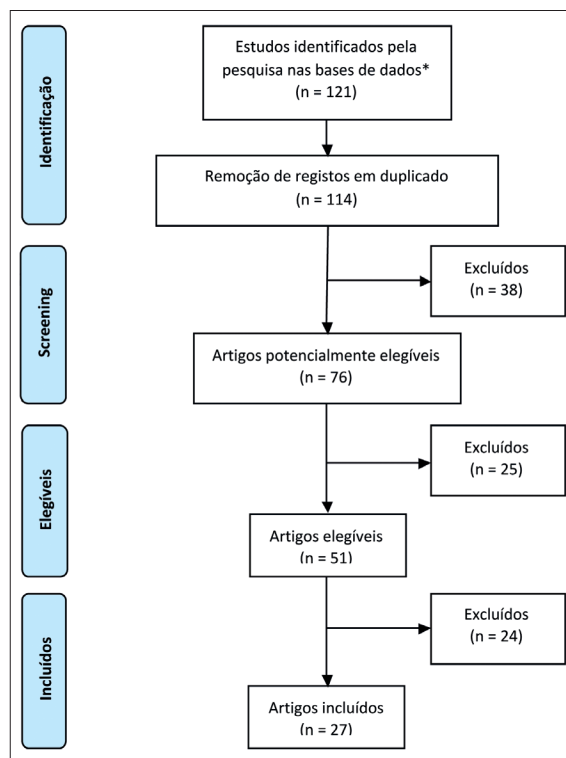 Identificação
Estudos identificados pela
pesquisa nas bases de dados*
(n = 121)
Remoção de registos em duplicado
(n = 114)
Screening
Excluídos
(n = 38)
Artigos potencialmente elegíveis
(n = 76)
Elegíveis
Excluídos
(n = 25)
Artigos elegíveis
(n = 51)
Incluídos
Excluídos
(n = 24)
Artigos incluídos
(n = 27)